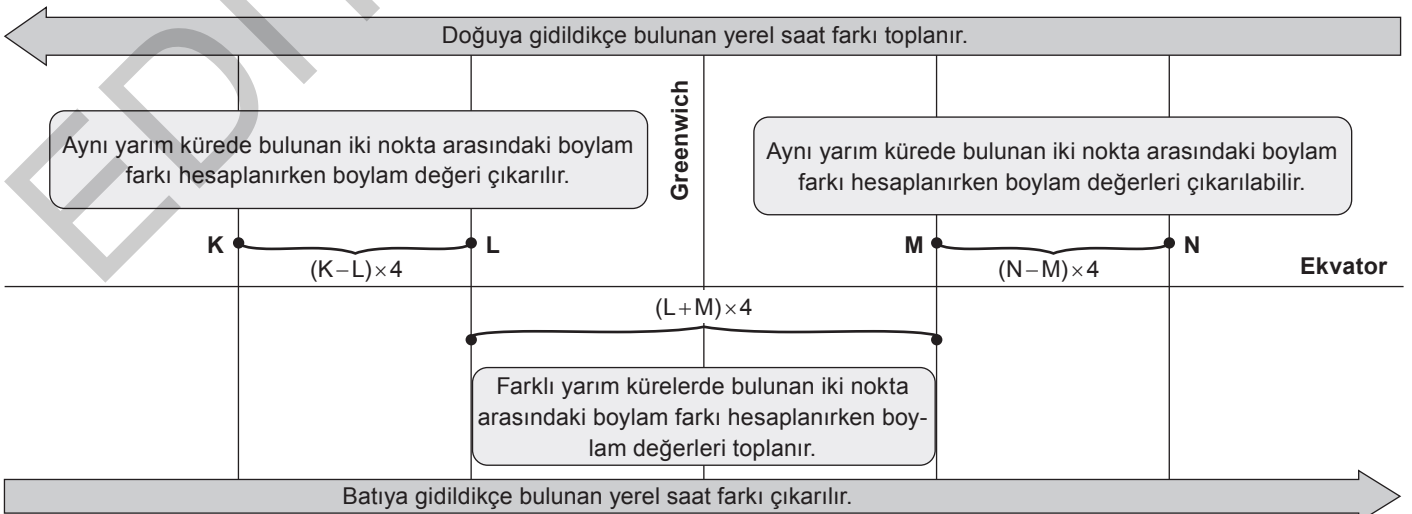 Doğuya gidildikçe bulunan yerel saat farkı toplanır.
Greenwich
Aynı yarım kürede bulunan iki nokta arasındaki boylam
farkı hesaplanırken boylam değeri çıkarılır.
Aynı yarım kürede bulunan iki nokta arasındaki boylam
farkı hesaplanırken boylam değerleri çıkarılabilir.
K L M N
(K−L)×4 (N−M)×4 Ekvator
(L+M)×4
Farklı yarım kürelerde bulunan iki nokta
arasındaki boylam farkı hesaplanırken boy-
lam değerleri toplanır.
Batıya gidildikçe bulunan yerel saat farkı çıkarılır.